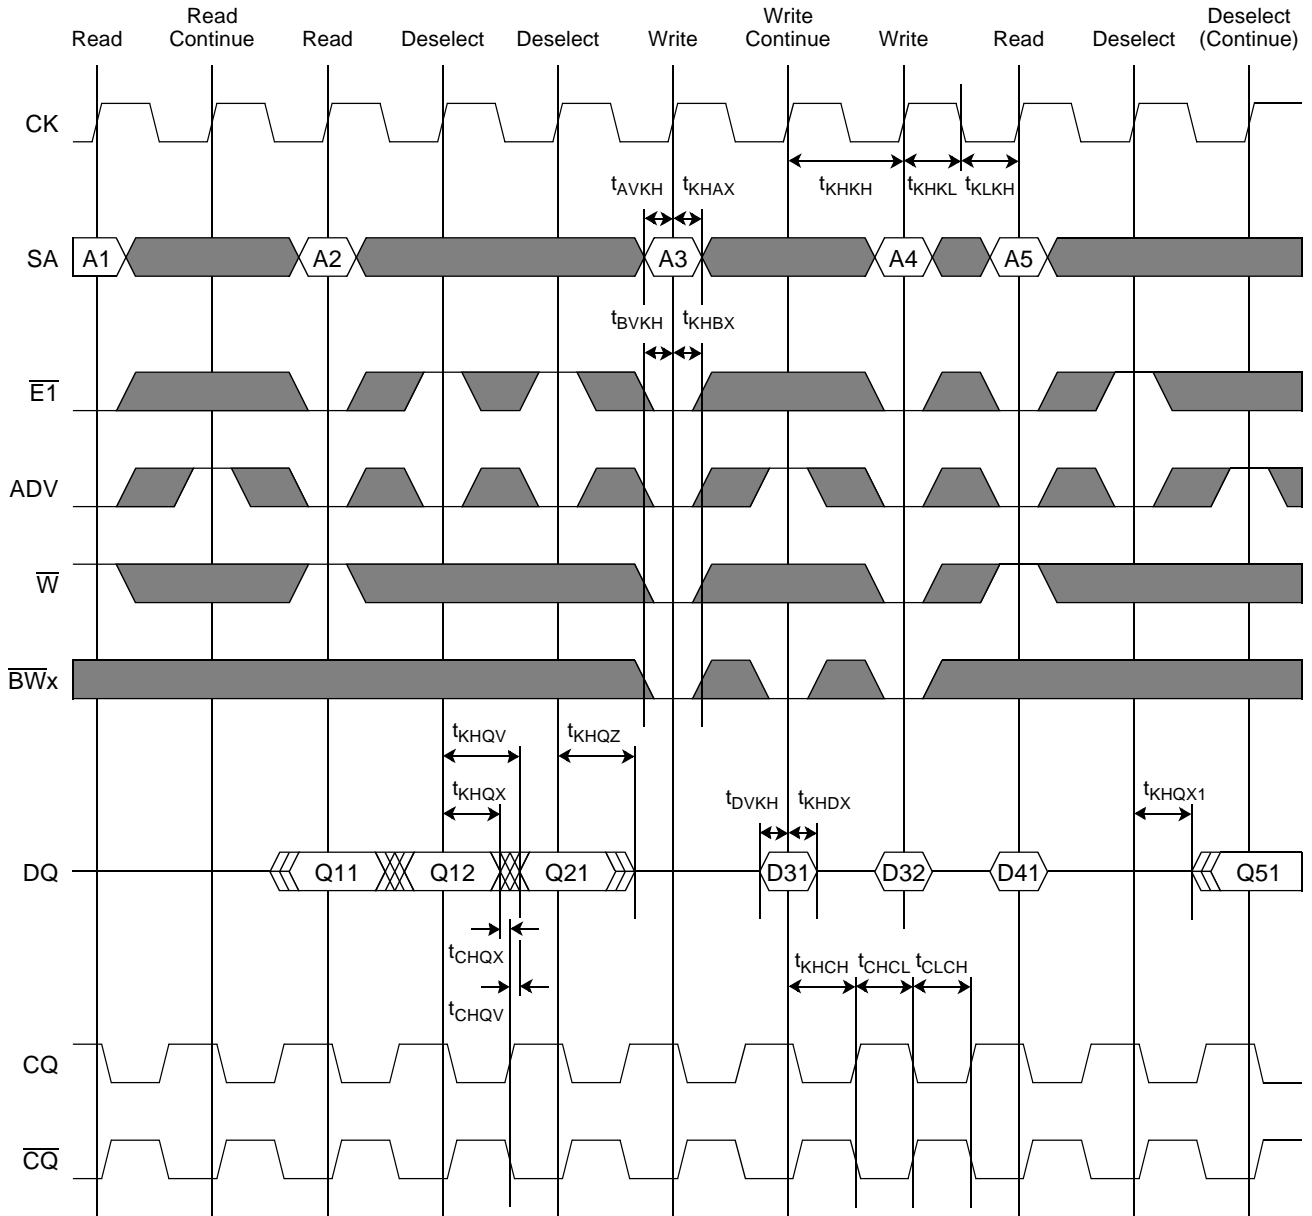 Read
Read Continue
Read
Deselect
Deselect
Write
Write Continue
Write
Read
Deselect
Deselect (Continue)
CK
tKHKH
tKHKL
tKLKH
tAVKH
tKHAX
SA
A1
A2
A3
A4
A5
tBVKH
tKHBX
E1
ADV
W
BWx
tKHQV
tKHQZ
tKHQX
tDVKH
tKHDX
tKHQX1
DQ
Q11
Q12
Q21
D31
D32
D41
Q51
tCHQX
tKHCH
tCHCL
tCLCH
tCHQV
CQ
CQ